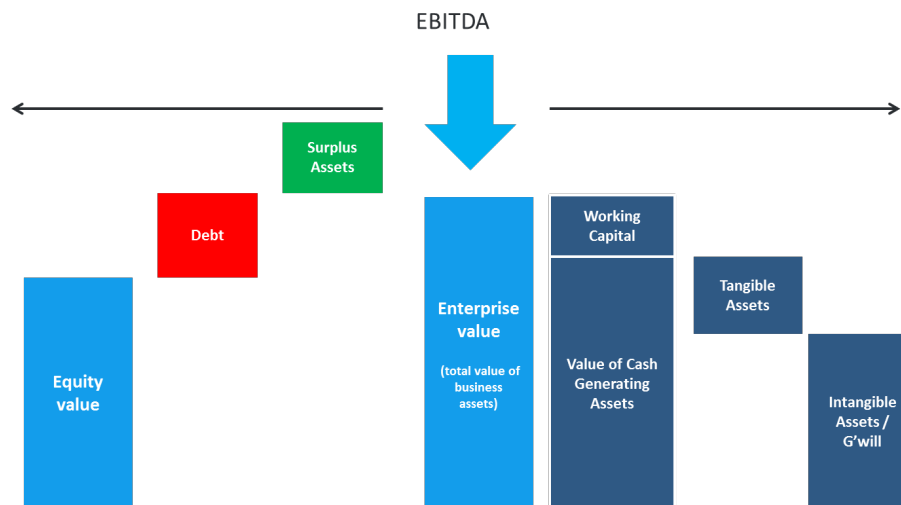 EBITDA
Surplus
Assets
Debt
Equity
value
Enterprise
value
(total value of
business
assets)
Working
Capital
Value of Cash
Generating
Assets
Tangible
Assets
Intangible
Assets /
G'will